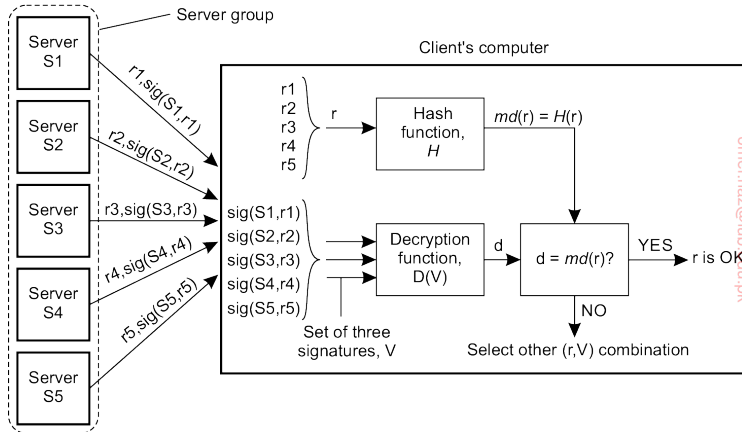 Server group
Server
S1
Server
S2
Server
S3
Server
S4
Server
S5
r1,sig(S1,r1)
r2,sig(S2,r2)
r3,sig(S3,r3)
r4,sig(S4,r4)
r5,sig(S5,r5)
Client's computer
r1
r2
r3
r4
r5
r
Hash
function,
H
md(r) = H(r)
sig(S1,r1)
sig(S2,r2)
sig(S3,r3)
sig(S4,r4)
sig(S5,r5)
Decryption
function,
D(V)
d
d = md(r)?
YES
r is OK
NO
Set of three
signatures, V
Select other (r,V) combination